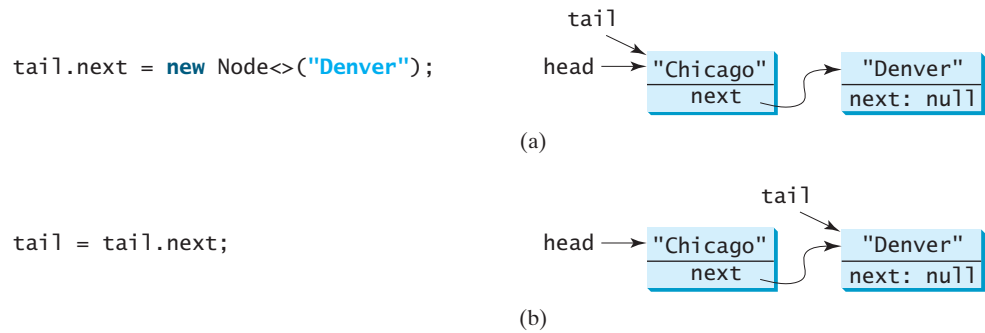 tail
tail.next = new Node<>("Denver");
head
"Chicago"
next
"Denver"
next: null
(a)
tail
tail = tail.next;
head
"Chicago"
next
"Denver"
next: null
(b)